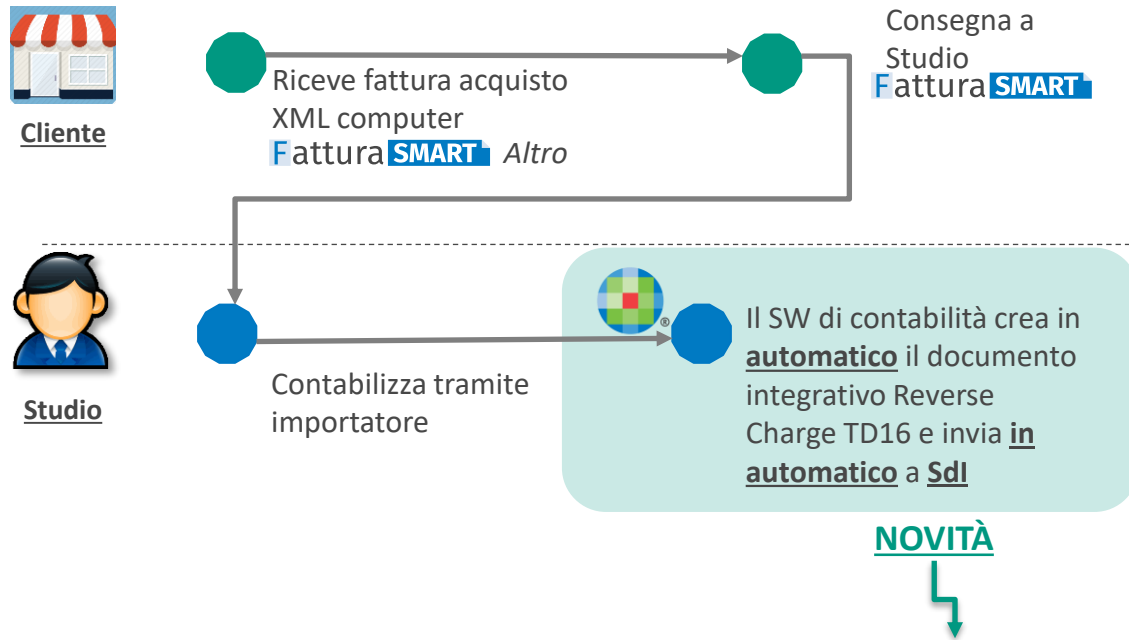 Cliente
Riceve fattura acquisto
XML computer
Fattura SMART Altro
Consegna a
Studio
Fattura SMART
Studio
Contabilizza tramite
importatore
®
Il SW di contabilità crea in
automatico il documento
integrativo Reverse
Charge TD16 e invia in
automatico a SdI
NOVITÀ